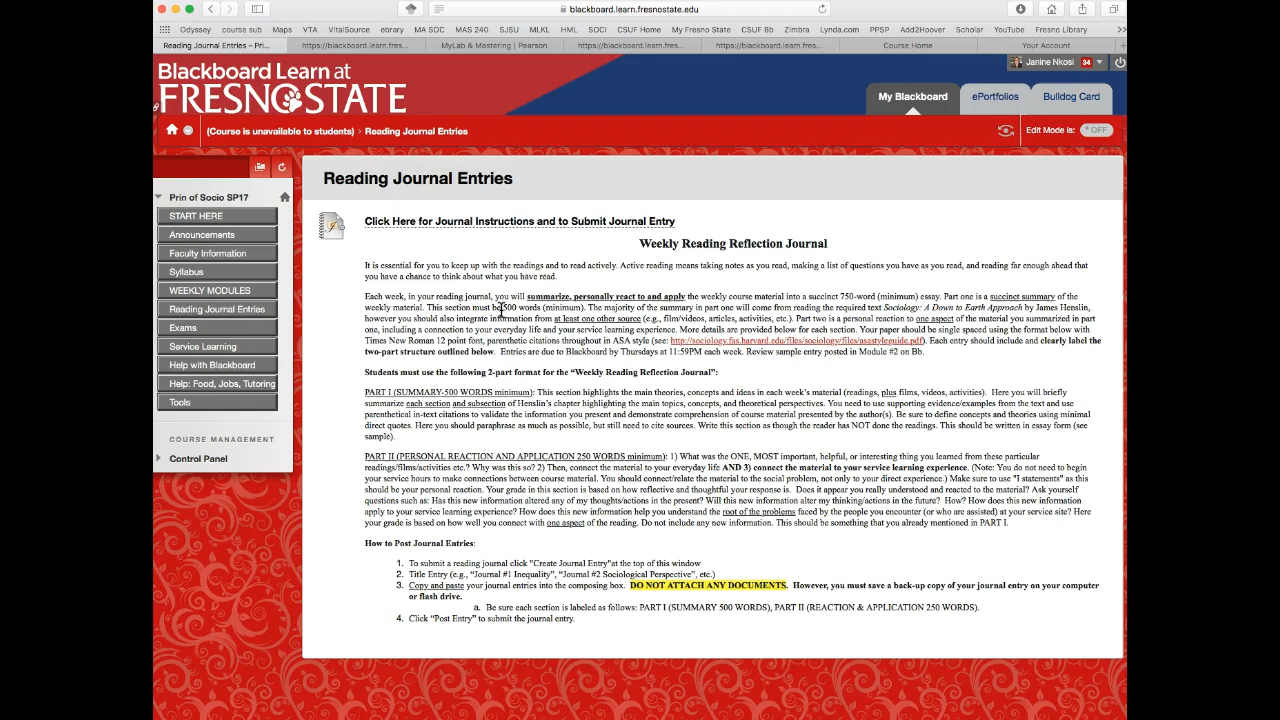 blackboard.learn.fresnostate.edu
Odyssey course sub Maps VTA VitalSource ebrary MA SOC MAS 240 SJSU MLKL HML SOCI CSUF Home My Fresno State CSUF Bb Zimbra Lynda.com PPSP Add2Hoover Scholar YouTube Fresno Library >>
Reading Journal Entries – Pri... https://blackboard.learn.fres... MyLab & Mastering | Pearson https://blackboard.learn.fres... https://blackboard.learn.fres... Course Home Your Account +
Blackboard Learn at
FRESNO STATE
Janine Nkosi 34
My Blackboard ePortfolios Bulldog Card
(Course is unavailable to students) > Reading Journal Entries Edit Mode is: OFF
Prin of Socio SP17
START HERE
Announcements
Faculty Information
Syllabus
WEEKLY MODULES
Reading Journal Entries
Exams
Service Learning
Help with Blackboard
Help: Food, Jobs, Tutoring
Tools
COURSE MANAGEMENT
Control Panel
Reading Journal Entries
Click Here for Journal Instructions and to Submit Journal Entry
Weekly Reading Reflection Journal
It is essential for you to keep up with the readings and to read actively. Active reading means taking notes as you read, making a list of questions you have as you read, and reading far enough ahead that
you have a chance to think about what you have read.
Each week, in your reading journal, you will summarize, personally react to and apply the weekly course material into a succinct 750-word (minimum) essay. Part one is a succinct summary of the
weekly material. This section must be 500 words (minimum). The majority of the summary in part one will come from reading the required text Sociology: A Down to Earth Approach by James Henslin,
however you should also integrate information from at least one other source (e.g., film/videos, articles, activities, etc.). Part two is a personal reaction to one aspect of the material you summarized in part
one, including a connection to your everyday life and your service learning experience. More details are provided below for each section. Your paper should be single spaced using the format below with
Times New Roman 12 point font, parenthetic citations throughout in ASA style (see: http://sociology.fas.harvard.edu/files/sociology/files/asastyleguide.pdf). Each entry should include and clearly label the
two-part structure outlined below. Entries are due to Blackboard by Thursdays at 11:59PM each week. Review sample entry posted in Module #2 on Bb.
Students must use the following 2-part format for the “Weekly Reading Reflection Journal”:
PART I (SUMMARY-500 WORDS minimum): This section highlights the main theories, concepts and ideas in each week’s material (readings, plus films, videos, activities). Here you will briefly
summarize each section and subsection of Henslin’s chapter highlighting the main topics, concepts, and theoretical perspectives. You need to use supporting evidence/examples from the text and use
parenthetical in-text citations to validate the information you present and demonstrate comprehension of course material presented by the author(s). Be sure to define concepts and theories using minimal
direct quotes. Here you should paraphrase as much as possible, but still need to cite sources. Write this section as though the reader has NOT done the readings. This should be written in essay form (see
sample).
PART II (PERSONAL REACTION AND APPLICATION 250 WORDS minimum): 1) What was the ONE, MOST important, helpful, or interesting thing you learned from these particular
readings/films/activities etc.? Why was this so? 2) Then, connect the material to your everyday life AND 3) connect the material to your service learning experience. (Note: You do not need to begin
your service hours to make connections between course material. You should connect/relate the material to the social problem, not only to your direct experience.) Make sure to use "I statements" as this
should be your personal reaction. Your grade in this section is based on how reflective and thoughtful your response is. Does it appear you really understood and reacted to the material? Ask yourself
questions such as: Has this new information altered any of my thoughts/actions in the present? Will this new information alter my thinking/actions in the future? How? How does this new information
apply to your service learning experience? How does this new information help you understand the root of the problems faced by the people you encounter (or who are assisted) at your service site? Here
your grade is based on how well you connect with one aspect of the reading. Do not include any new information. This should be something that you already mentioned in PART I.
How to Post Journal Entries:
1. To submit a reading journal click "Create Journal Entry"at the top of this window
2. Title Entry (e.g., “Journal #1 Inequality”, “Journal #2 Sociological Perspective”, etc.)
3. Copy and paste your journal entries into the composing box. DO NOT ATTACH ANY DOCUMENTS. However, you must save a back-up copy of your journal entry on your computer
or flash drive.
a. Be sure each section is labeled as follows: PART I (SUMMARY 500 WORDS), PART II (REACTION & APPLICATION 250 WORDS).
4. Click “Post Entry” to submit the journal entry.